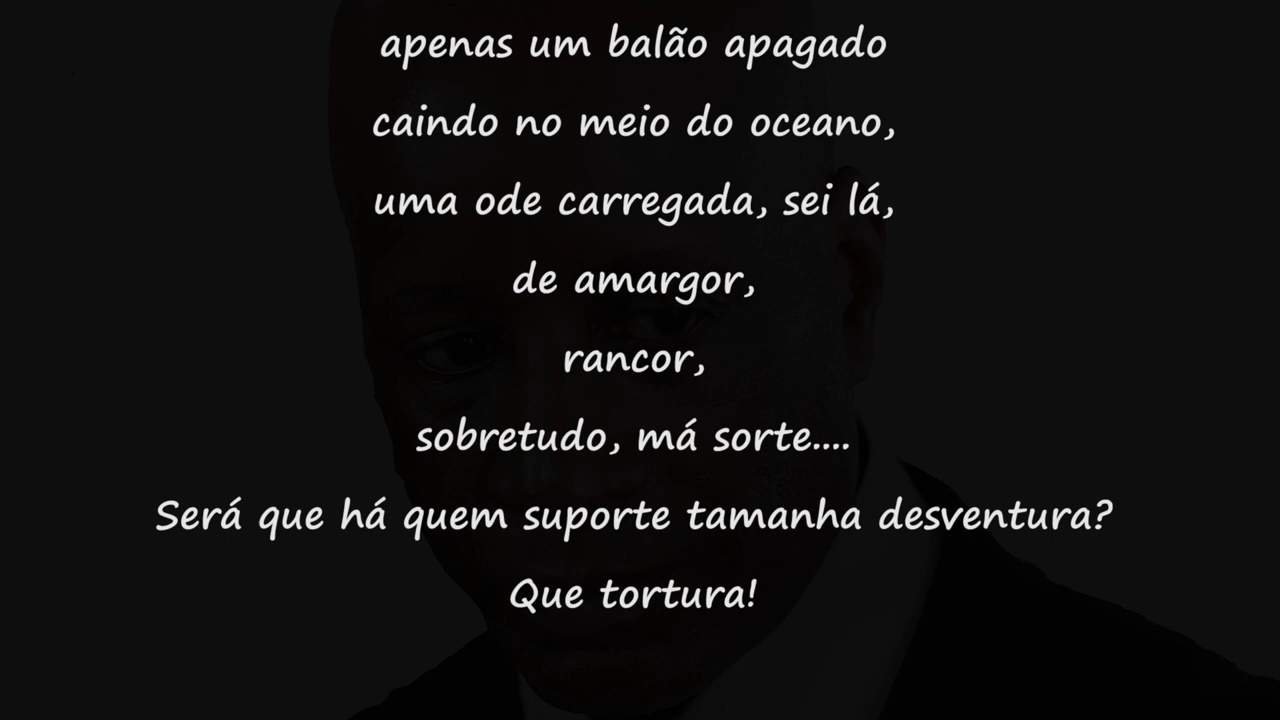 apenas um balão apagado
caindo no meio do oceano,
uma ode carregada, sei lá,
de amargor,
rancor,
sobretudo, má sorte....
Será que há quem suporte tamanha desventura?
Que tortura!